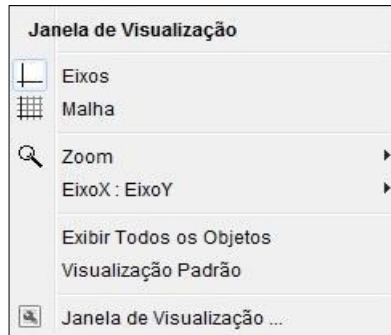 Janela de Visualização
Eixos
Malha
Zoom
EixoX : EixoY
Exibir Todos os Objetos
Visualização Padrão
Janela de Visualização ...